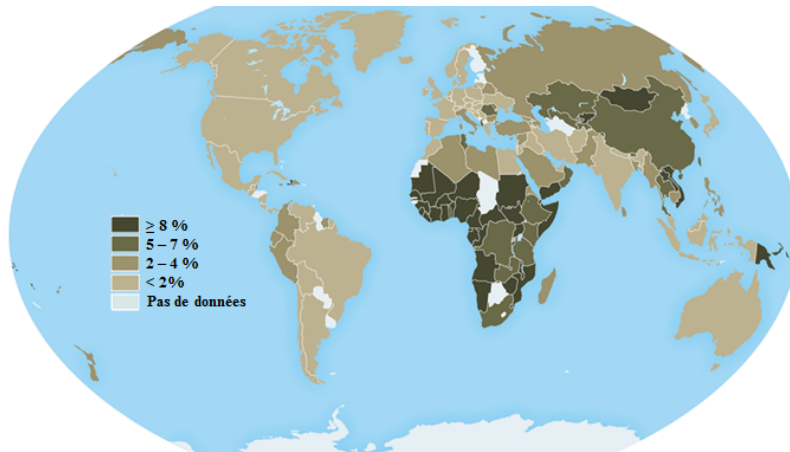 ≥ 8 %
5 – 7 %
2 – 4 %
< 2%
Pas de données